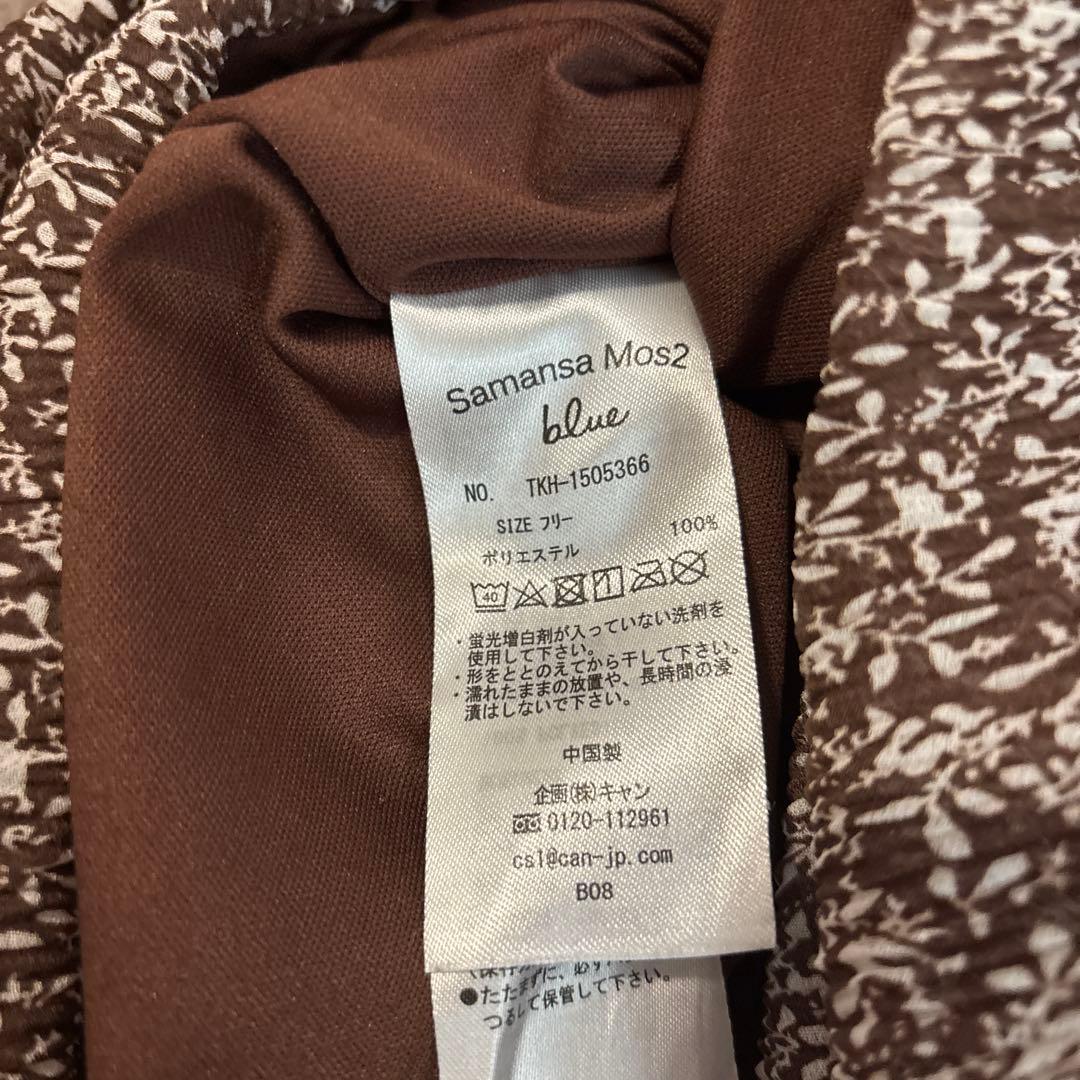 Samansa Mos2
blue
NO. TKH-1505366
SIZE フリー
ポリエステル 100%
40
・蛍光増白剤が入っていない洗剤を
使用して下さい。
・形をととのえてから干して下さい。
・濡れたままの放置や、長時間の浸
漬はしないで下さい。
中国製
企画(株)キャン
0120-112961
csl@can-jp.com
B08
●たたまずに、必ず
つるして保管して下さい。